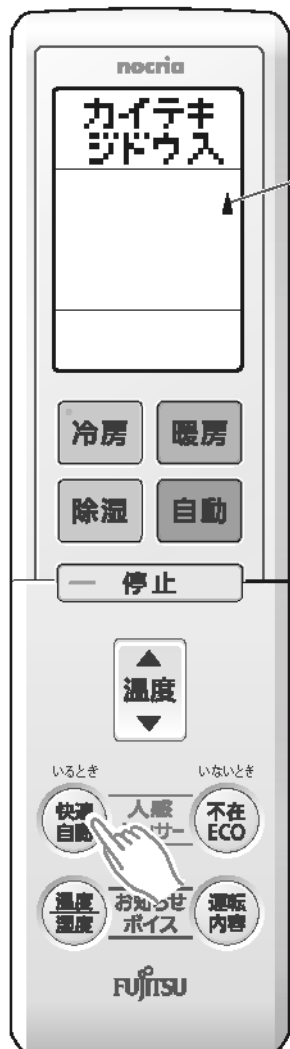 nocria
カイテキ
ジドウス
冷房 暖房
除湿 自動
停止
温度
いるとき いないとき
快適
自動
人感
不在
ECO
温度
湿度
お知らせ
ボイス
運転
内容
FUJITSU